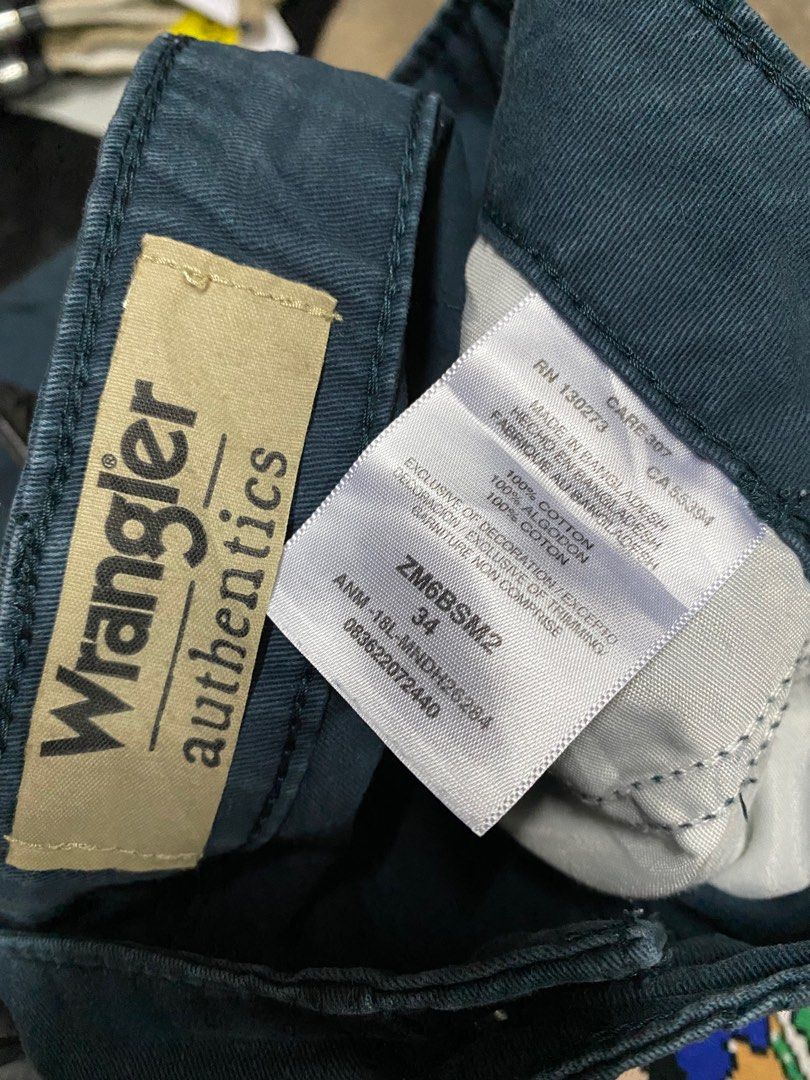 Wrangler®
authentics
CARE 307
RN 130273 CA 55394
MADE IN BANGLADESH
HECHO EN BANGLADESH
FABRIQUE AU BANGLADESH
100% COTTON
100% ALGODON
100% COTON
EXCLUSIVE OF DECORATION / EXCEPTO
DECORACION / EXCLUSIVE OF TRIMMING
GARNITURE NON COMPRISE
ZM6BSM2
34
ANM -18L-MNDH26284
083622072440